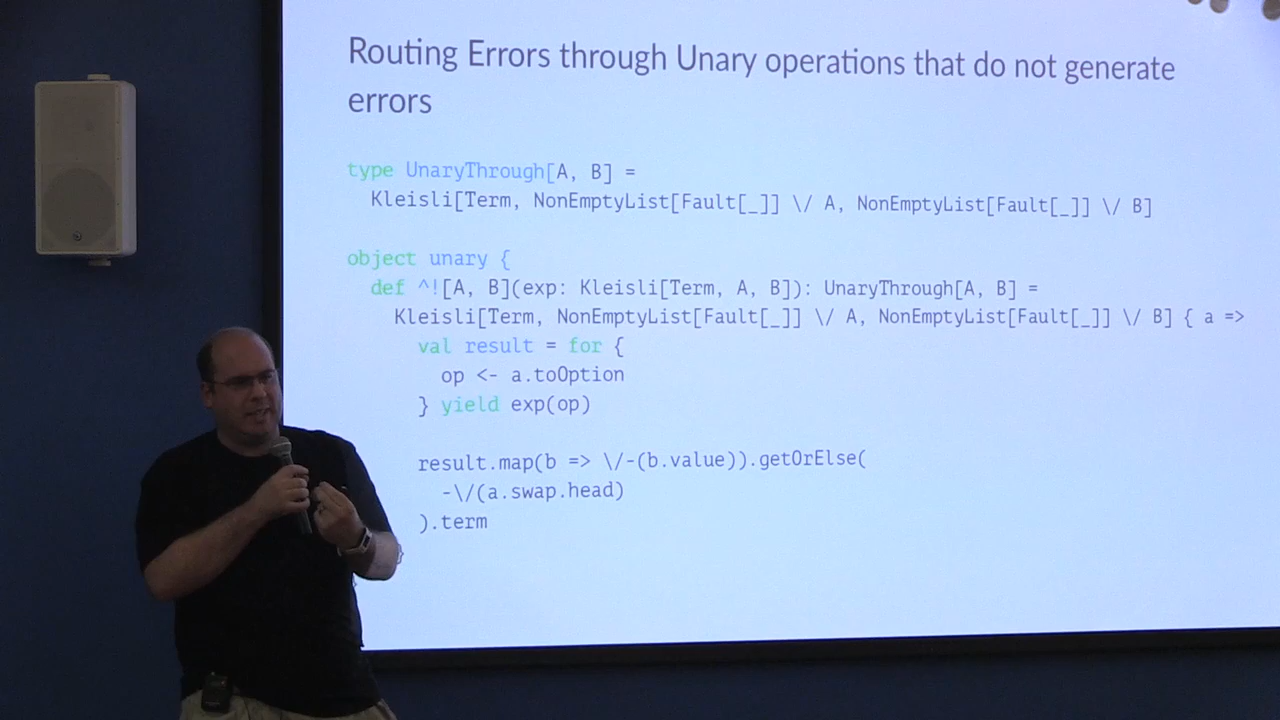 Routing Errors through Unary operations that do not generate
errors
type UnaryThrough[A, B] =
Kleisli[Term, NonEmptyList[Fault[_]] \/ A, NonEmptyList[Fault[_]] \/ B]
object unary {
def ^![A, B](exp: Kleisli[Term, A, B]): UnaryThrough[A, B] =
Kleisli[Term, NonEmptyList[Fault[_]] \/ A, NonEmptyList[Fault[_]] \/ B] { a =>
val result = for {
op <- a.toOption
} yield exp(op)
result.map(b => \/-(b.value)).getOrElse(
-\/(a.swap.head)
).term